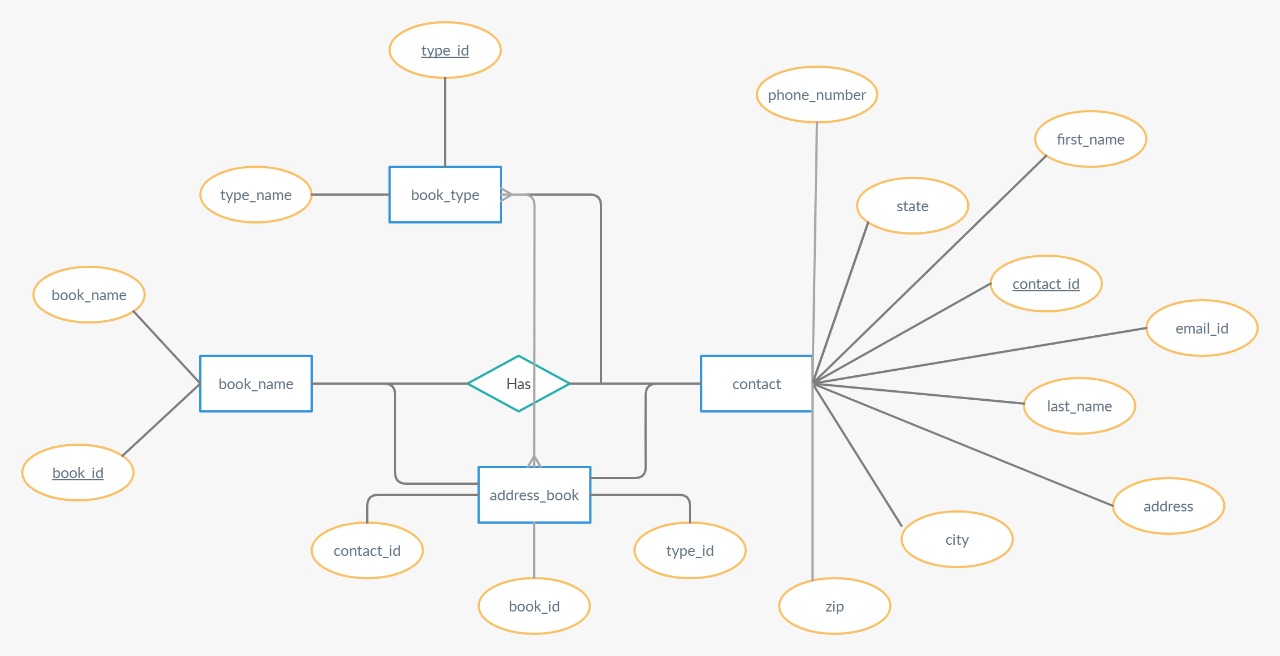 type_id
phone_number
first_name
type_name
book_type
state
contact_id
book_name
email_id
book_name
Has
contact
last_name
book_id
address_book
address
contact_id
type_id
city
book_id
zip